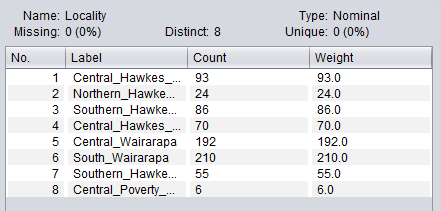 Name: Locality Type: Nominal
Missing: 0 (0%) Distinct: 8 Unique: 0 (0%)
No. Label Count Weight
1 Central_Hawkes_... 93 93.0
2 Northern_Hawke... 24 24.0
3 Southern_Hawke... 86 86.0
4 Central_Hawkes_... 70 70.0
5 Central_Wairarapa 192 192.0
6 South_Wairarapa 210 210.0
7 Southern_Hawke... 55 55.0
8 Central_Poverty_... 6 6.0